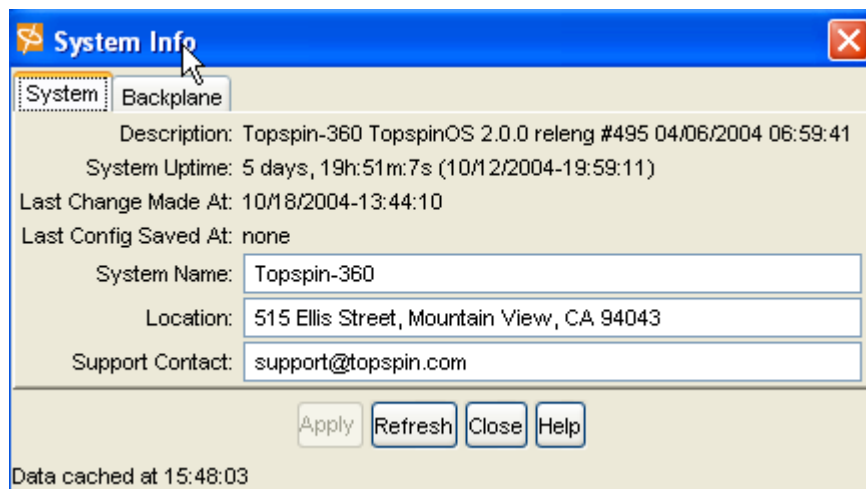 System Info
System Backplane
Description: Topspin-360 TopspinOS 2.0.0 releng #495 04/06/2004 06:59:41
System Uptime: 5 days, 19h:51m:7s (10/12/2004-19:59:11)
Last Change Made At: 10/18/2004-13:44:10
Last Config Saved At: none
System Name: Topspin-360
Location: 515 Ellis Street, Mountain View, CA 94043
Support Contact: support@topspin.com
Apply Refresh Close Help
Data cached at 15:48:03